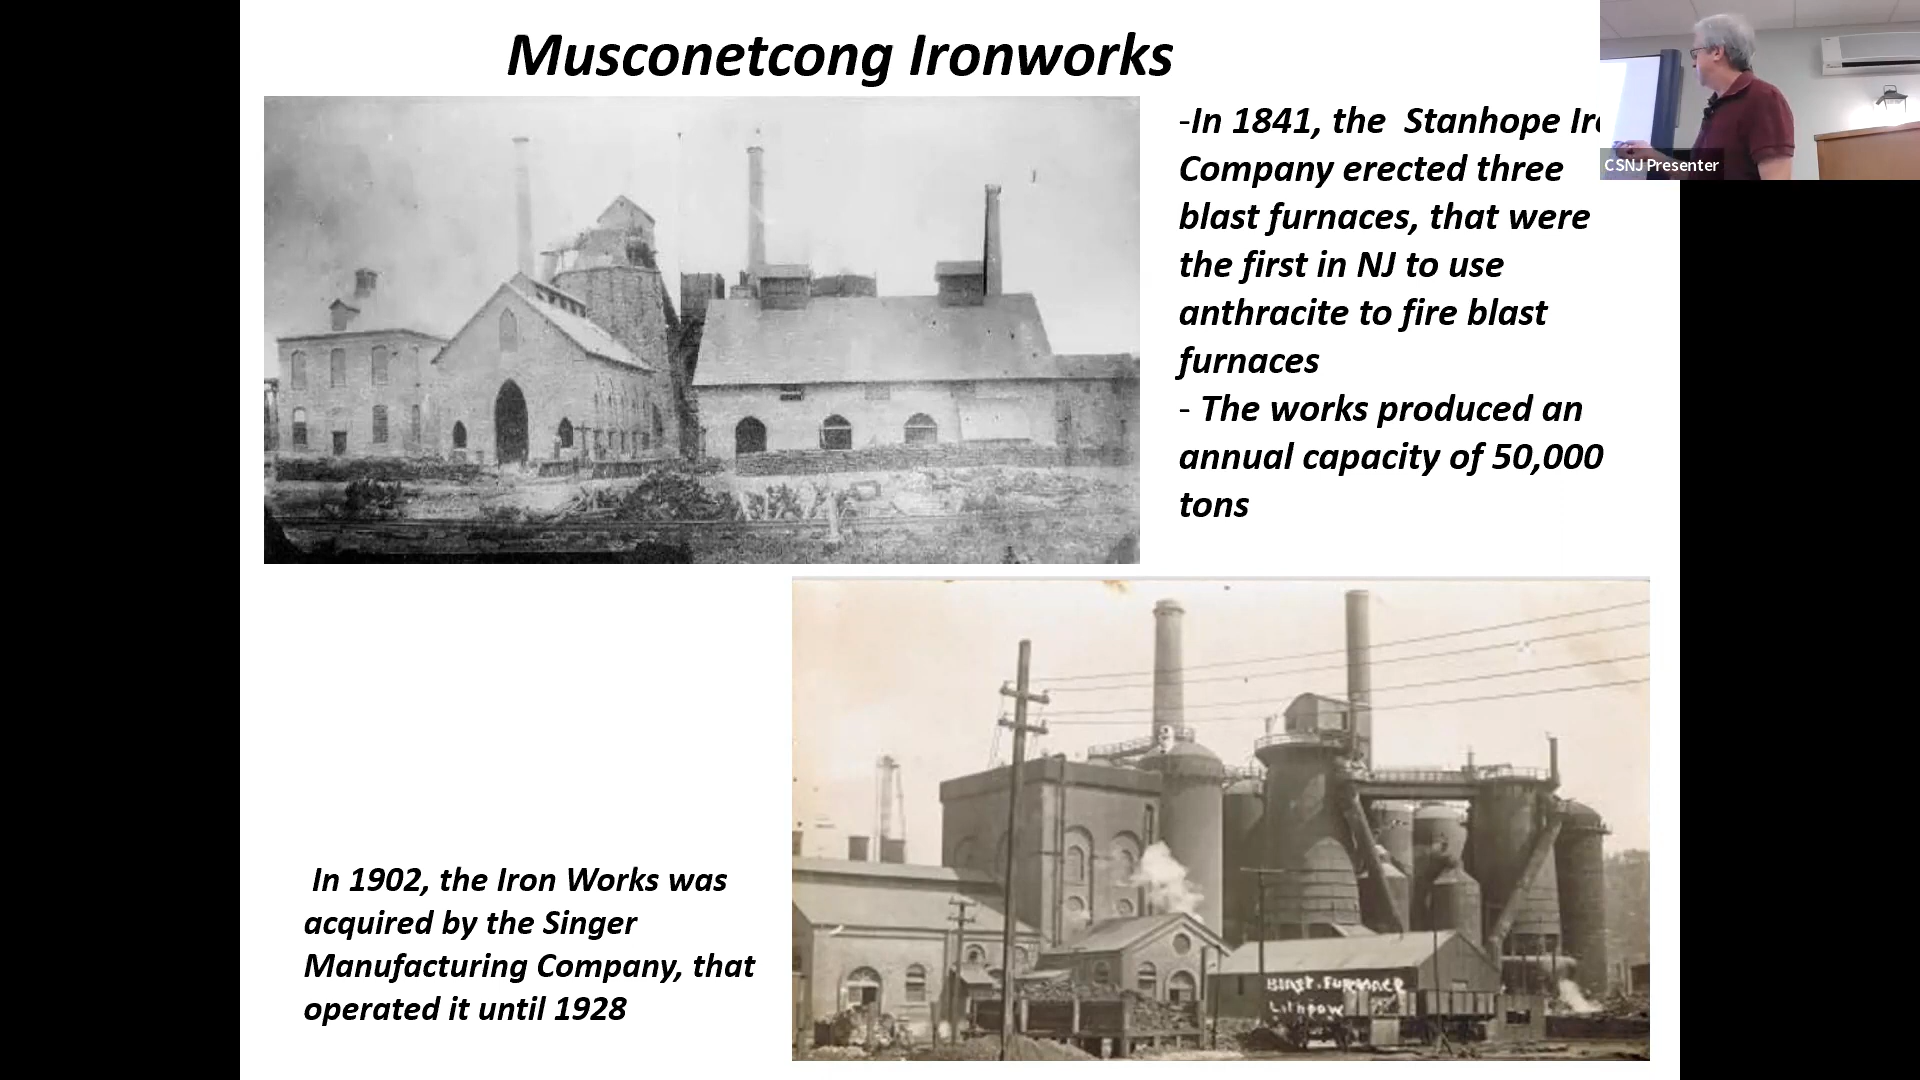 Musconetcong Ironworks
-In 1841, the Stanhope
Company erected three
blast furnaces, that were
the first in NJ to use
anthracite to fire blast
furnaces
- The works produced an
annual capacity of 50,000
tons
CSNJ Presenter
In 1902, the Iron Works was
acquired by the Singer
Manufacturing Company, that
operated it until 1928
Blast. Furnace